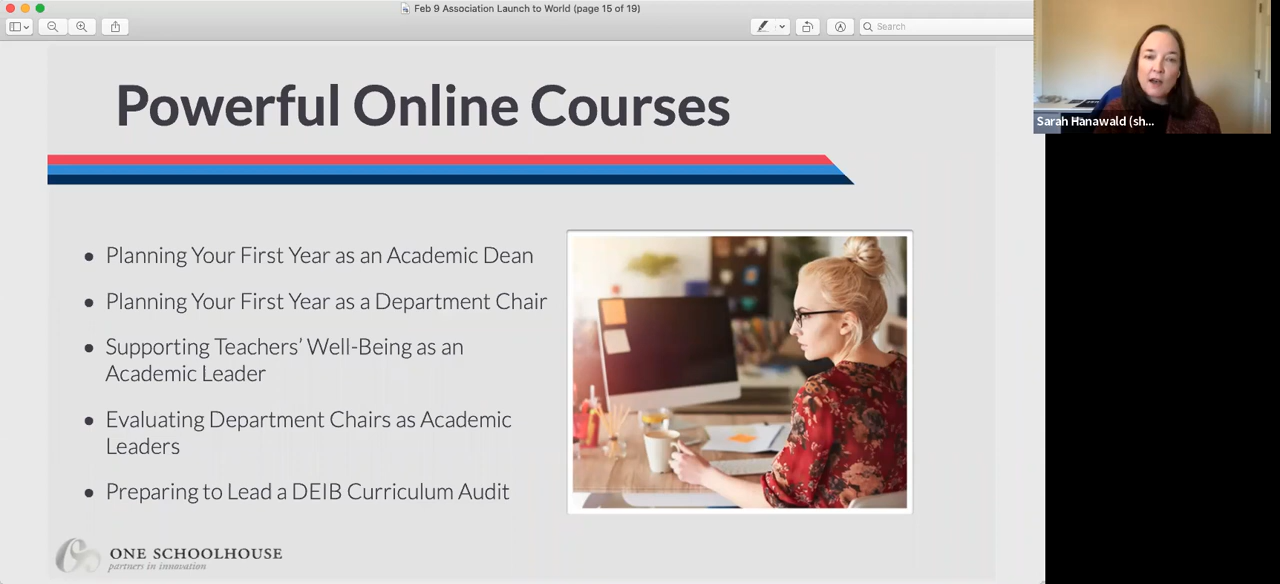 Feb 9 Association Launch to World (page 15 of 19)
Search
Sarah Hanawald (sh...
Powerful Online Courses
• Planning Your First Year as an Academic Dean
• Planning Your First Year as a Department Chair
• Supporting Teachers' Well-Being as an
Academic Leader
• Evaluating Department Chairs as Academic
Leaders
• Preparing to Lead a DEIB Curriculum Audit
ONE SCHOOLHOUSE
partners in innovation